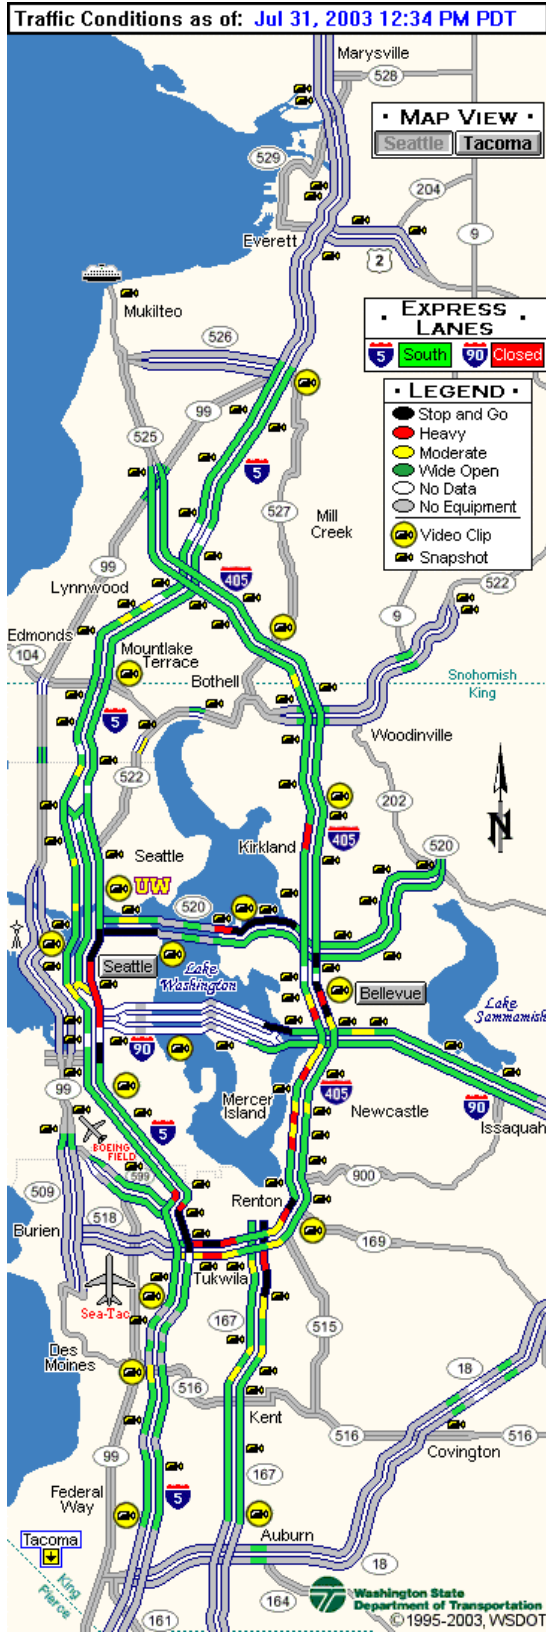 Traffic Conditions as of: Jul 31, 2003 12:34 PM PDT
Marysville
528
· MAP VIEW ·
Seattle Tacoma
529
204
9
Everett
2
Mukilteo
· EXPRESS LANES ·
5 South 90 Closed
526
· LEGEND ·
Stop and Go
Heavy
Moderate
Wide Open
No Data
No Equipment
Video Clip
Snapshot
99
525
5
527
Mill
Creek
99
405
522
Lynnwood
9
Edmonds
104
Mountlake
Terrace
Bothell
Snohomish
King
5
Woodinville
522
202
N
Seattle
Kirkland
405
520
UW
520
Seattle
Lake
Washington
Bellevue
Lake
Sammamish
90
99
Mercer
Island
405
Newcastle
90
Issaquah
BOEING
FIELD
5
599
900
509
Renton
518
Burien
169
Tukwila
Sea-Tac
167
515
Des
Moines
18
516
Kent
516
516
Covington
99
167
Federal
Way
5
Tacoma
Auburn
18
King
Pierce
161
164
Washington State
Department of Transportation
©1995-2003, WSDOT